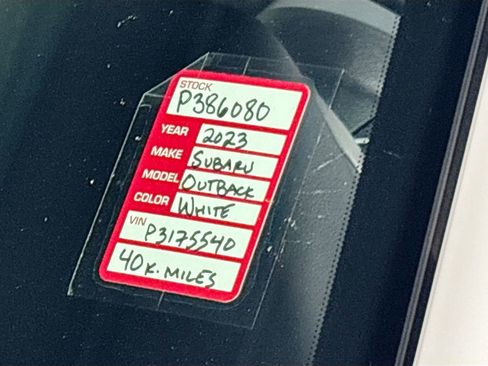 STOCK
P386080
YEAR 2023
MAKE SUBARU
MODEL OUTBACK
COLOR WHITE
VIN P3175540
40K. MILES